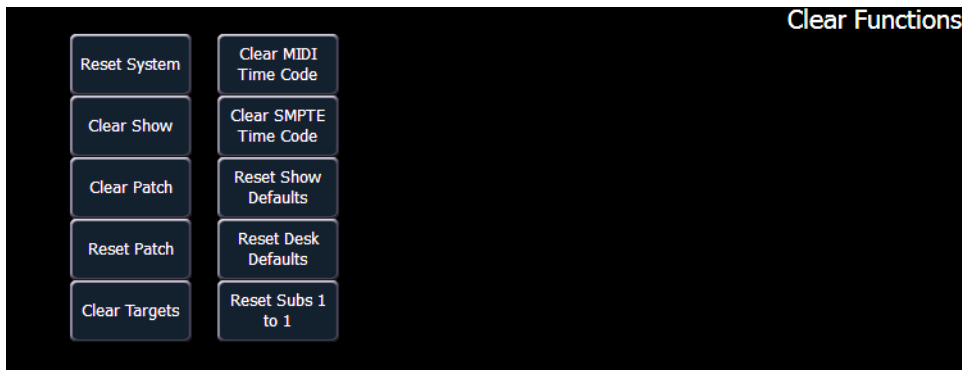 Clear Functions
Reset System
Clear MIDI
Time Code
Clear Show
Clear SMPTE
Time Code
Clear Patch
Reset Show
Defaults
Reset Patch
Reset Desk
Defaults
Clear Targets
Reset Subs 1
to 1